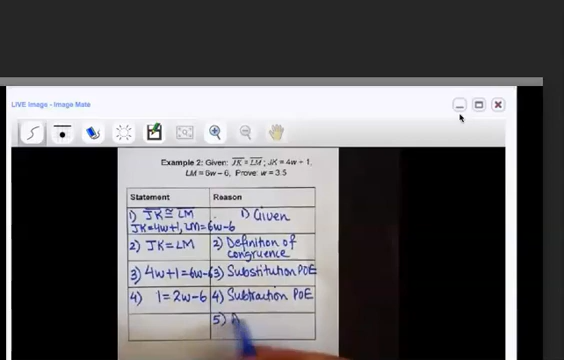 LIVE Image - Image Mate
Example 2: Given: JK = LM ; JK = 4w + 1,
LM = 6w - 6, Prove: w = 3.5
Statement Reason
1) JK ≅ LM 1) Given
JK=4w+1, LM=6w-6
2) JK = LM 2) Definition of
congruence
3) 4w+1=6w-6 3) Substitution POE
4) 1=2w-6 4) Subtraction POE
5) A